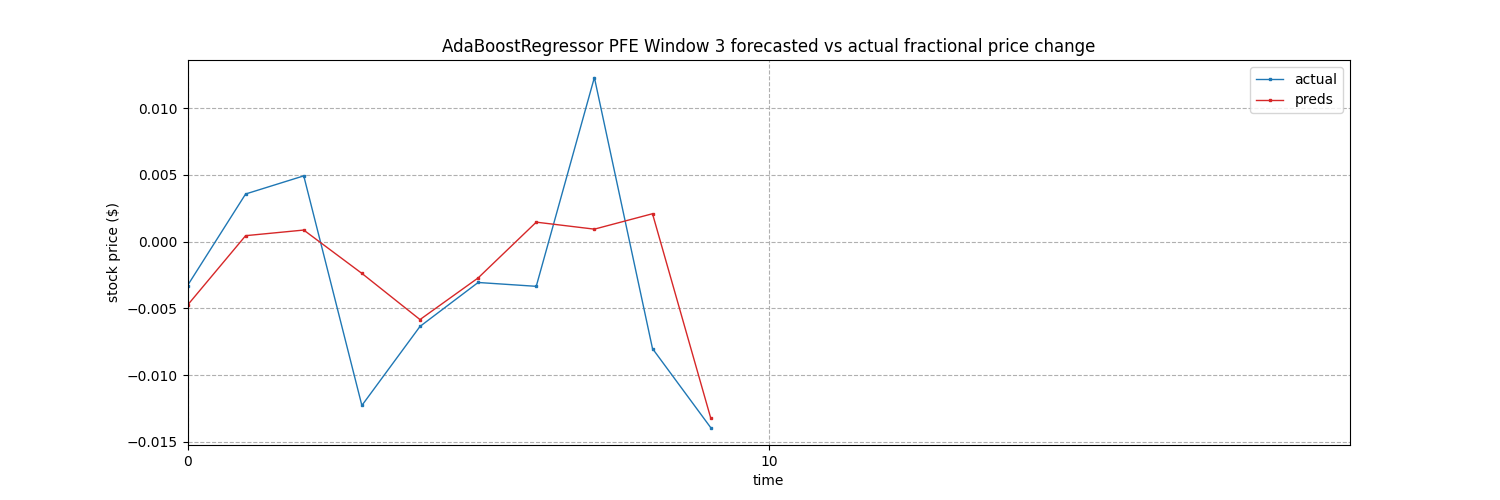 AdaBoostRegressor PFE Window 3 forecasted vs actual fractional price change
actual
preds
0.010
0.005
0.000
−0.005
−0.010
−0.015
stock price ($)
0
10
time